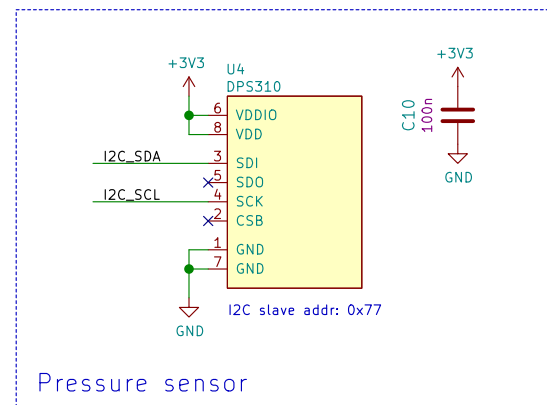 +3V3
U4
DPS310
6 VDDIO
8 VDD
I2C_SDA 3 SDI
5 SDO
I2C_SCL 4 SCK
2 CSB
1 GND
7 GND
GND
I2C slave addr: 0x77
+3V3
C10
100n
GND
Pressure sensor